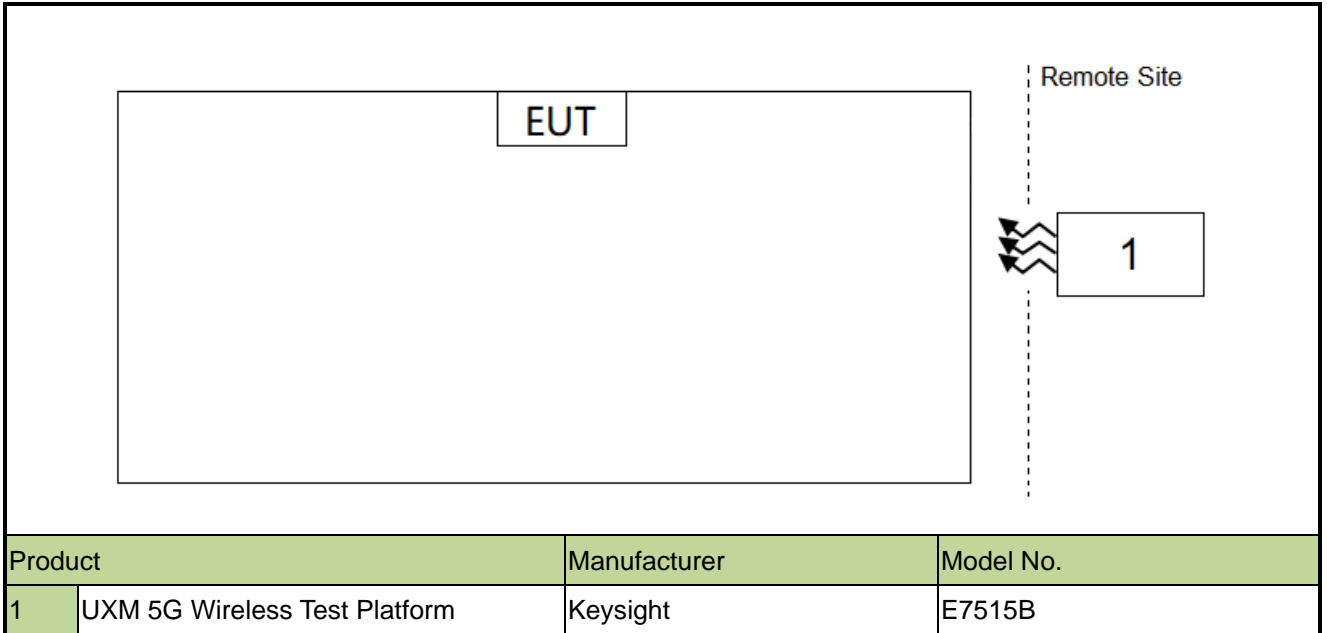 Remote Site
EUT
1
Product Manufacturer Model No.
1 UXM 5G Wireless Test Platform Keysight E7515B